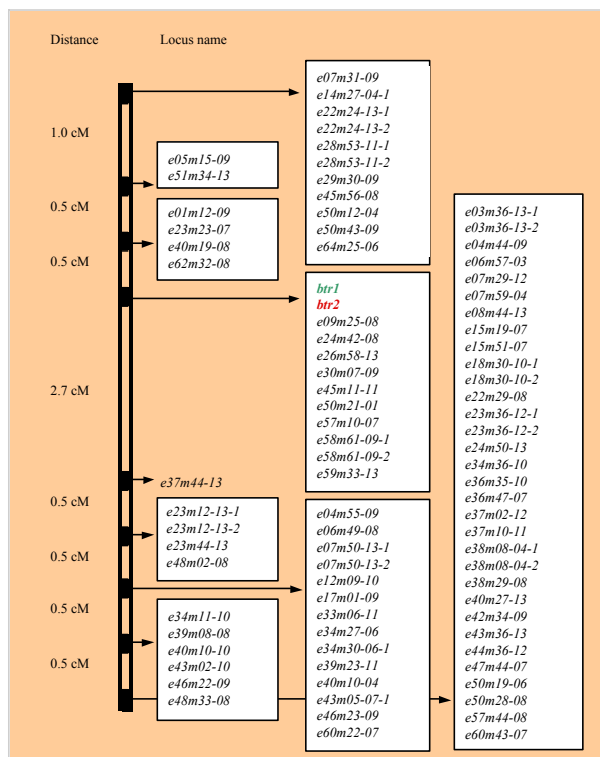 Distance
Locus name
1.0 cM
0.5 cM
0.5 cM
2.7 cM
0.5 cM
0.5 cM
0.5 cM
0.5 cM
e07m31-09
e14m27-04-1
e22m24-13-1
e22m24-13-2
e28m53-11-1
e28m53-11-2
e29m30-09
e45m56-08
e50m12-04
e50m43-09
e64m25-06
e05m15-09
e51m34-13
e01m12-09
e23m23-07
e40m19-08
e62m32-08
btr1
btr2
e09m25-08
e24m42-08
e26m58-13
e30m07-09
e45m11-11
e50m21-01
e57m10-07
e58m61-09-1
e58m61-09-2
e59m33-13
e37m44-13
e23m12-13-1
e23m12-13-2
e23m44-13
e48m02-08
e04m55-09
e06m49-08
e07m50-13-1
e07m50-13-2
e12m09-10
e17m01-09
e33m06-11
e34m27-06
e34m30-06-1
e39m23-11
e40m10-04
e43m05-07-1
e46m23-09
e60m22-07
e34m11-10
e39m08-08
e40m10-10
e43m02-10
e46m22-09
e48m33-08
e03m36-13-1
e03m36-13-2
e04m44-09
e06m57-03
e07m29-12
e07m59-04
e08m44-13
e15m19-07
e15m51-07
e18m30-10-1
e18m30-10-2
e22m29-08
e23m36-12-1
e23m36-12-2
e24m50-13
e34m36-10
e36m35-10
e36m47-07
e37m02-12
e37m10-11
e38m08-04-1
e38m08-04-2
e38m29-08
e40m27-13
e42m34-09
e43m36-13
e44m36-12
e47m44-07
e50m19-06
e50m28-08
e57m44-08
e60m43-07